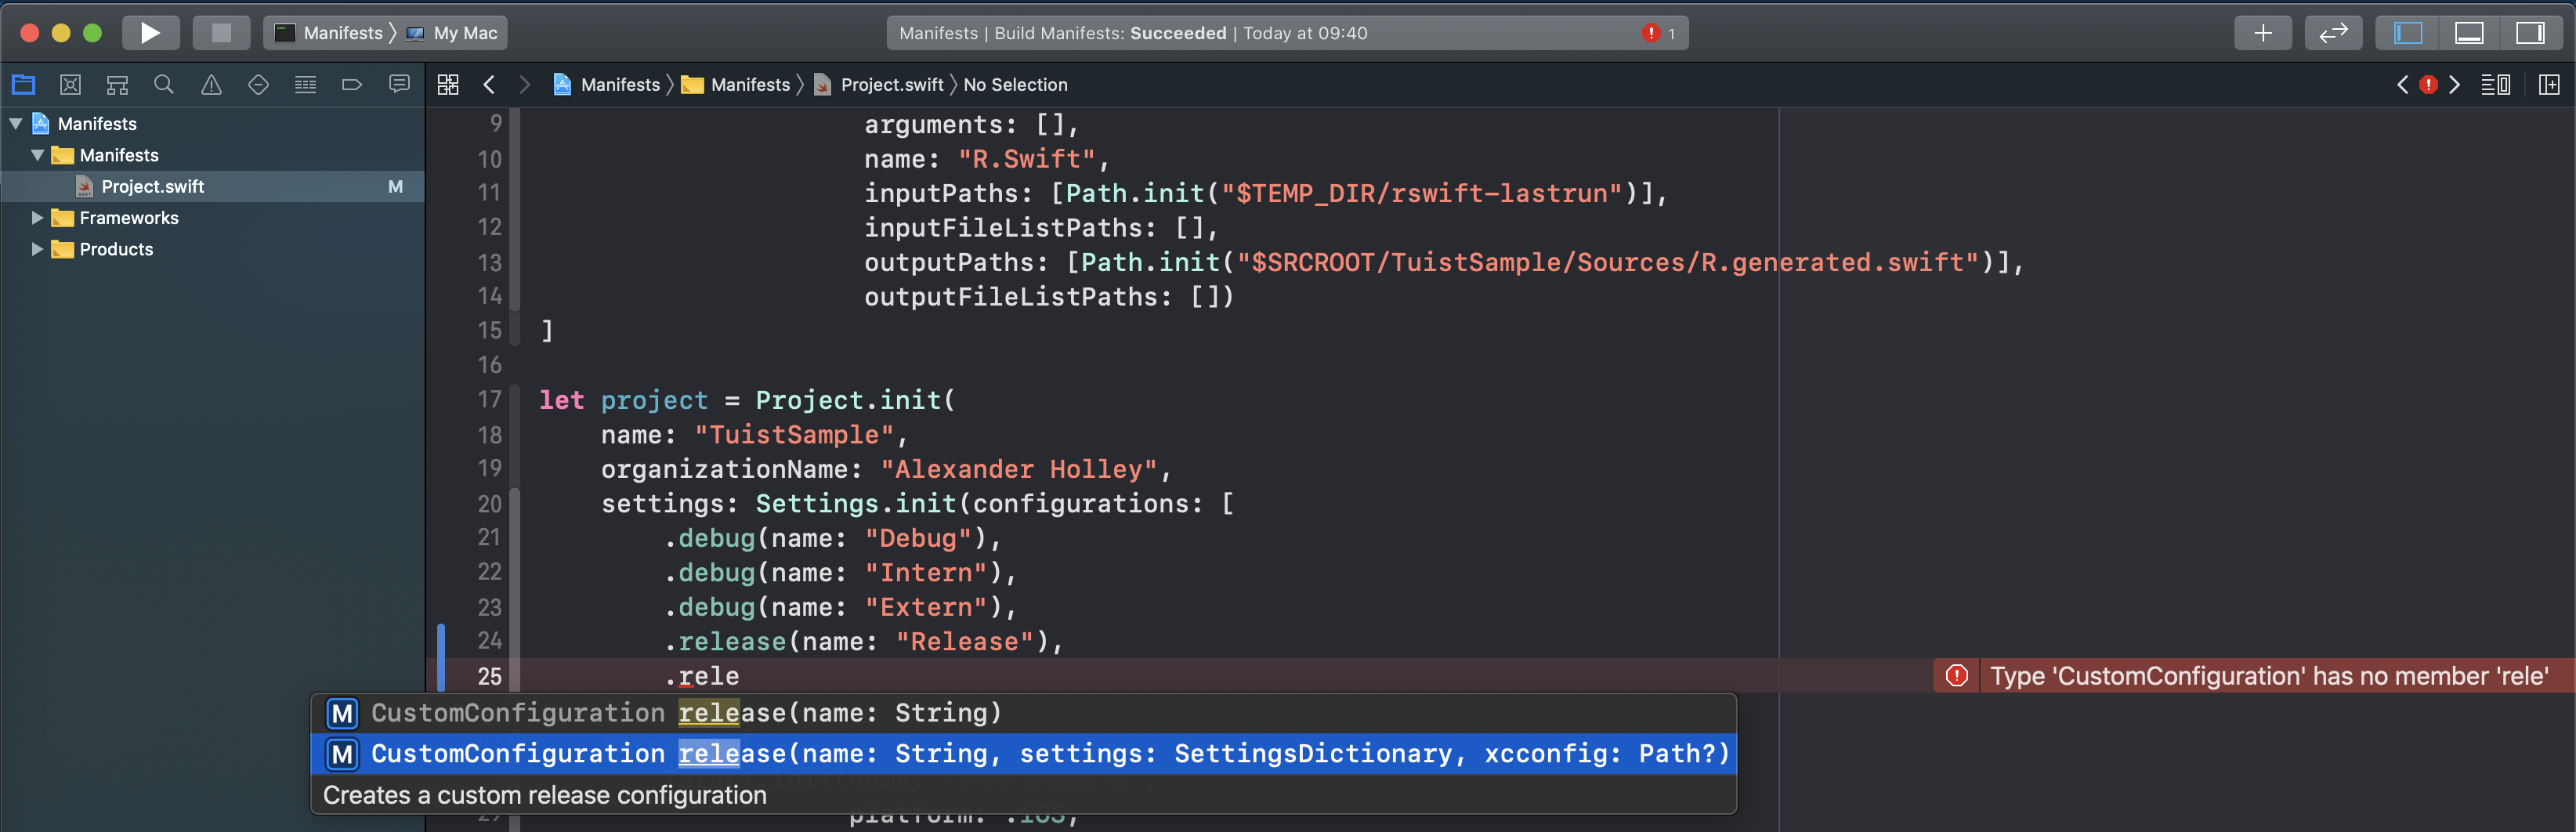 Manifests 〉 My Mac
Manifests | Build Manifests: Succeeded | Today at 09:40
1
Manifests 〉 Manifests 〉 Project.swift 〉 No Selection
Manifests
Manifests
Project.swift M
Frameworks
Products
9 arguments: [],
10 name: "R.Swift",
11 inputPaths: [Path.init("$TEMP_DIR/rswift-lastrun")],
12 inputFileListPaths: [],
13 outputPaths: [Path.init("$SRCROOT/TuistSample/Sources/R.generated.swift")],
14 outputFileListPaths: [])
15 ]
16
17 let project = Project.init(
18 name: "TuistSample",
19 organizationName: "Alexander Holley",
20 settings: Settings.init(configurations: [
21 .debug(name: "Debug"),
22 .debug(name: "Intern"),
23 .debug(name: "Extern"),
24 .release(name: "Release"),
25 .rele
Type 'CustomConfiguration' has no member 'rele'
M CustomConfiguration release(name: String)
M CustomConfiguration release(name: String, settings: SettingsDictionary, xcconfig: Path?)
Creates a custom release configuration
platform: .iOS,